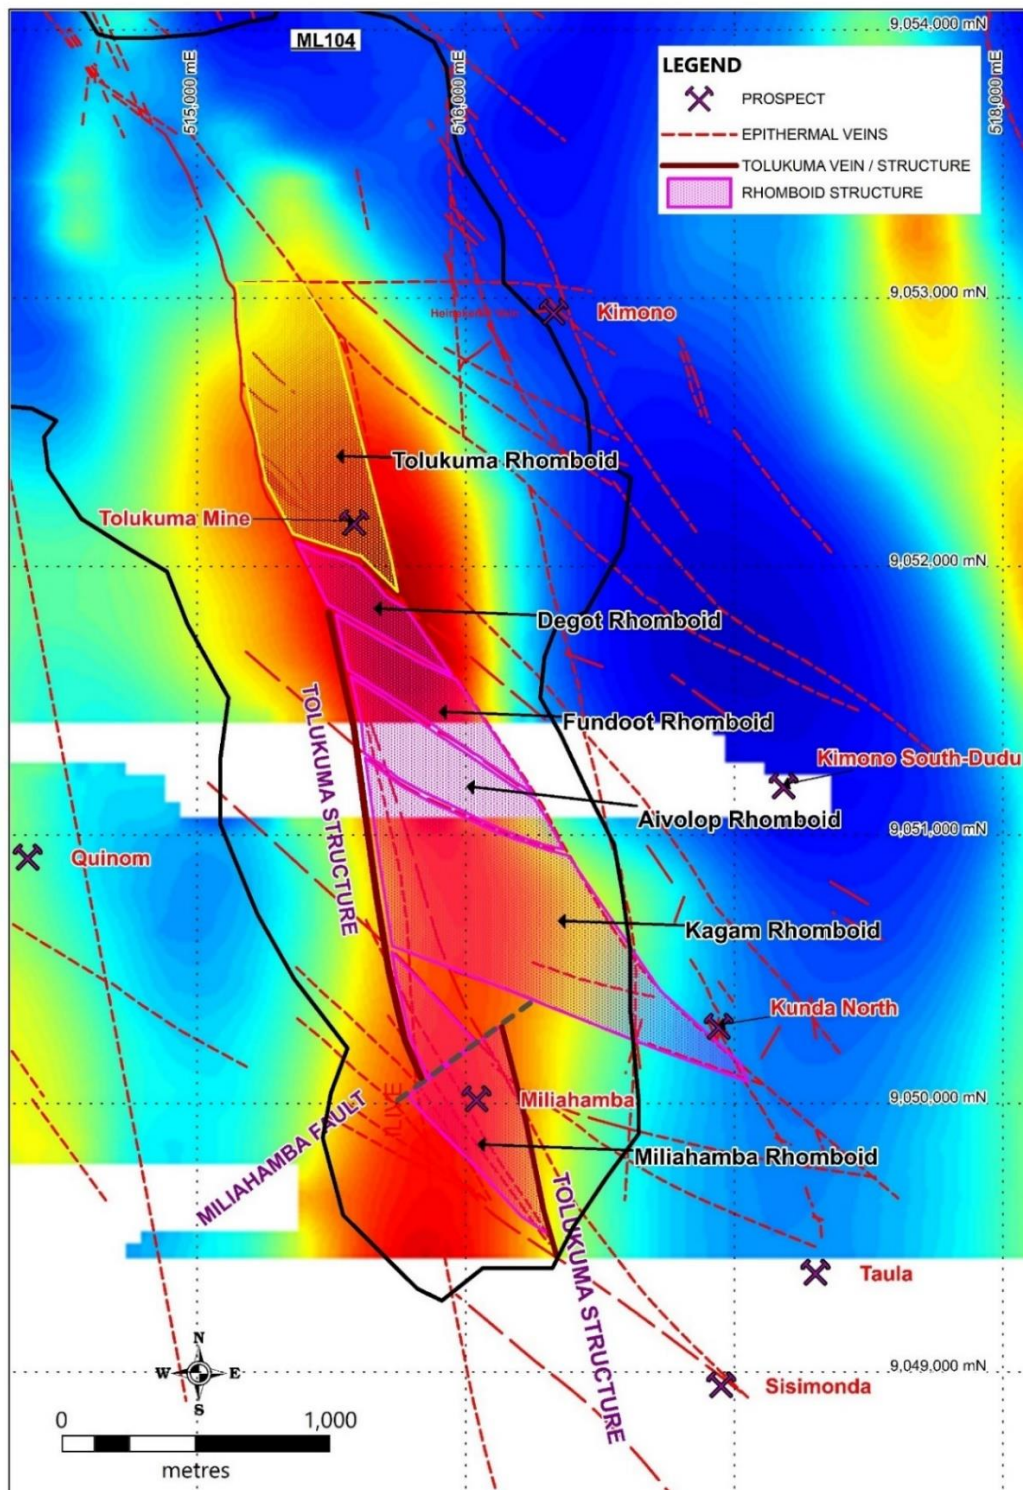 ML104
9,054,000 mN
515,000 mE
516,000 mE
518,000 mE
LEGEND
PROSPECT
EPITHERMAL VEINS
TOLUKUMA VEIN / STRUCTURE
RHOMBOID STRUCTURE
9,053,000 mN
Kimono
Tolukuma Rhomboid
Tolukuma Mine
9,052,000 mN
Degot Rhomboid
TOLUKUMA STRUCTURE
Fundoot Rhomboid
Kimono South-Dudu
Aivolop Rhomboid
9,051,000 mN
Quinom
Kagam Rhomboid
Kunda North
9,050,000 mN
Miliahamba
MILIAHAMBA FAULT
Miliahamba Rhomboid
TOLUKUMA STRUCTURE
Taula
9,049,000 mN
Sisimonda
N
W E
S
0 1,000
metres